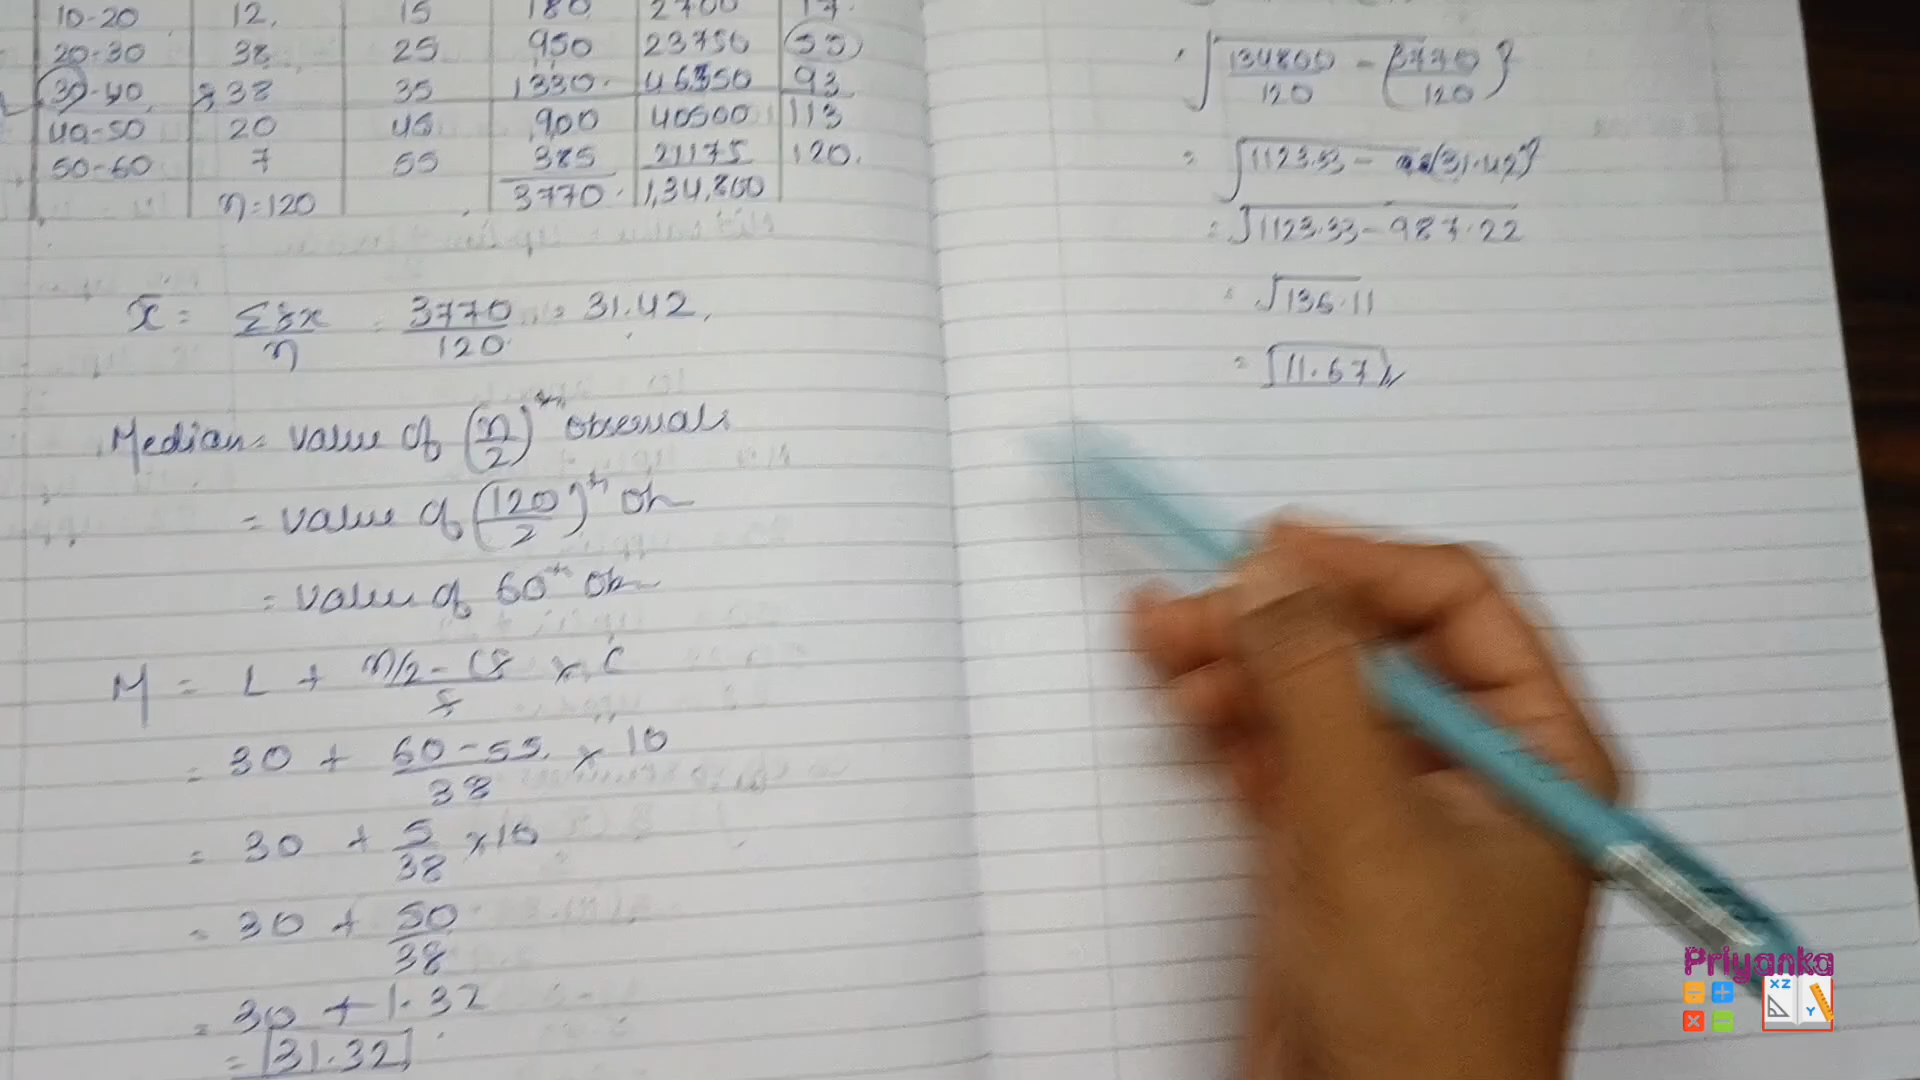 10-20 12 15 180 2700 17
20-30 38 25 950 23750 55
30-40 38 35 1330 46550 93
40-50 20 45 900 40500 113
50-60 7 55 385 21175 120
n=120 3770 1,34,800
x̄ = Σfx/n = 3770/120 = 31.42
Median = value of (n/2)th
= value of (120/2)th
= value of 60th
M = L + n/2 - cf/f × c
= 30 + 60-55/38 × 10
= 30 + 5/38 × 10
= 30 + 50/38
= 30 + 1.32
= 31.32
√134800/120 - (3770/120)²
= √1123.33 - (31.42)²
= √1123.33 - 987.22
= √136.11
= 11.67
Priyanka
XZ
Y